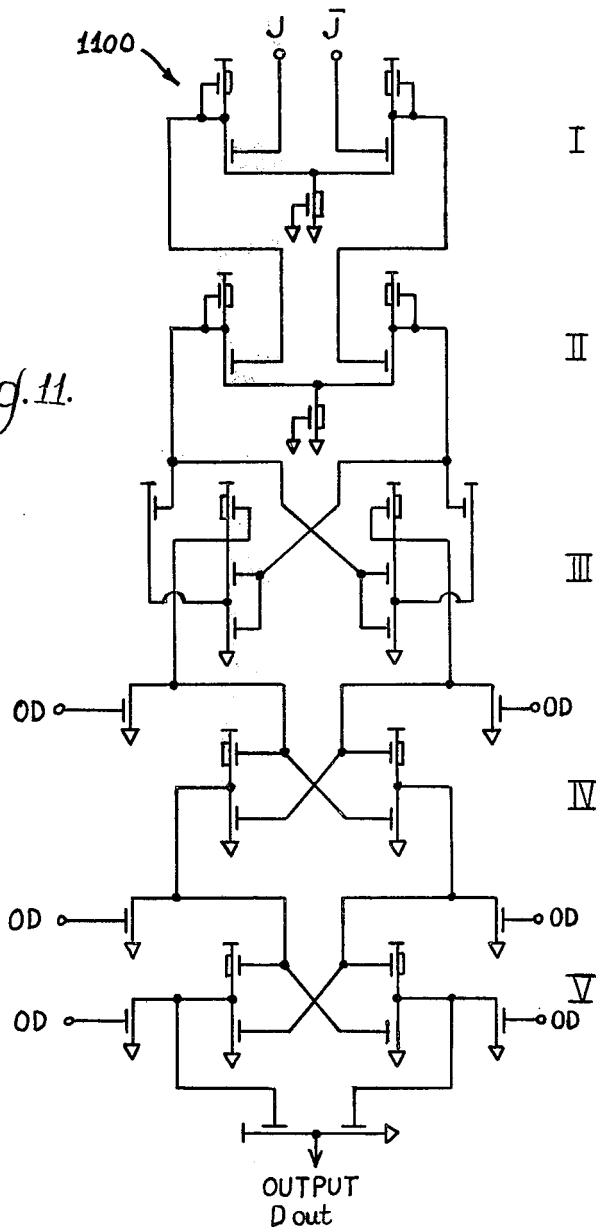 J J̄
1100
I
II
g. 11.
III
OD OD
IV
OD OD
V
OD OD
OUTPUT
D out